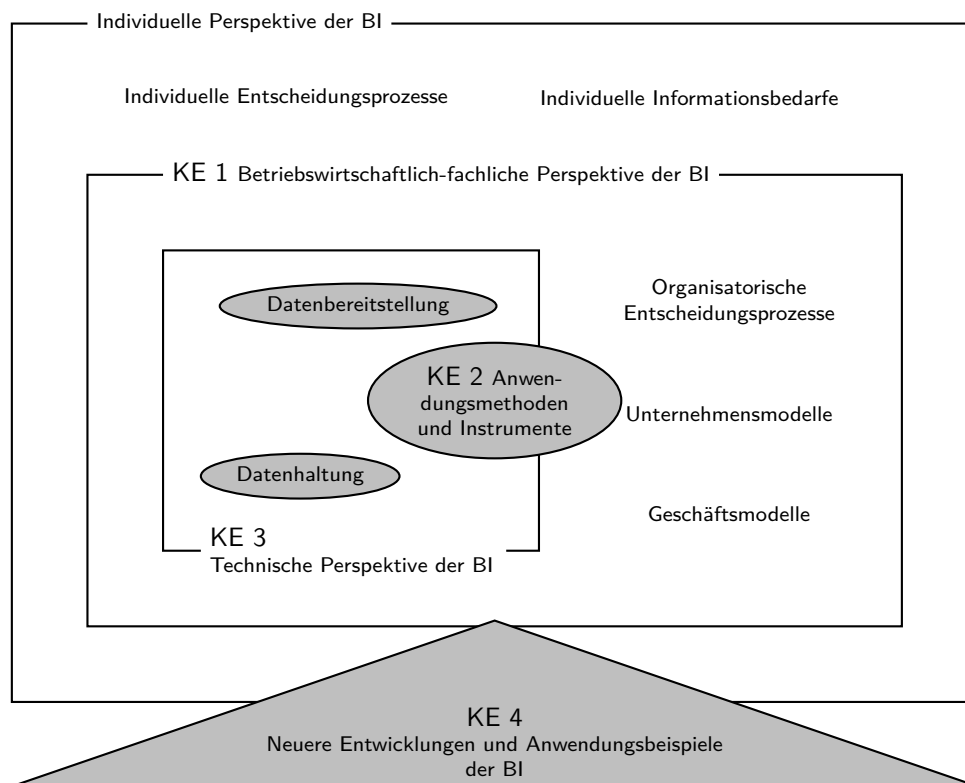 Individuelle Perspektive der BI
Individuelle Entscheidungsprozesse
Individuelle Informationsbedarfe
KE 1 Betriebswirtschaftlich-fachliche Perspektive der BI
Datenbereitstellung
Organisatorische
Entscheidungsprozesse
KE 2 Anwen-
dungsmethoden
und Instrumente
Unternehmensmodelle
Datenhaltung
Geschäftsmodelle
KE 3
Technische Perspektive der BI
KE 4
Neuere Entwicklungen und Anwendungsbeispiele
der BI